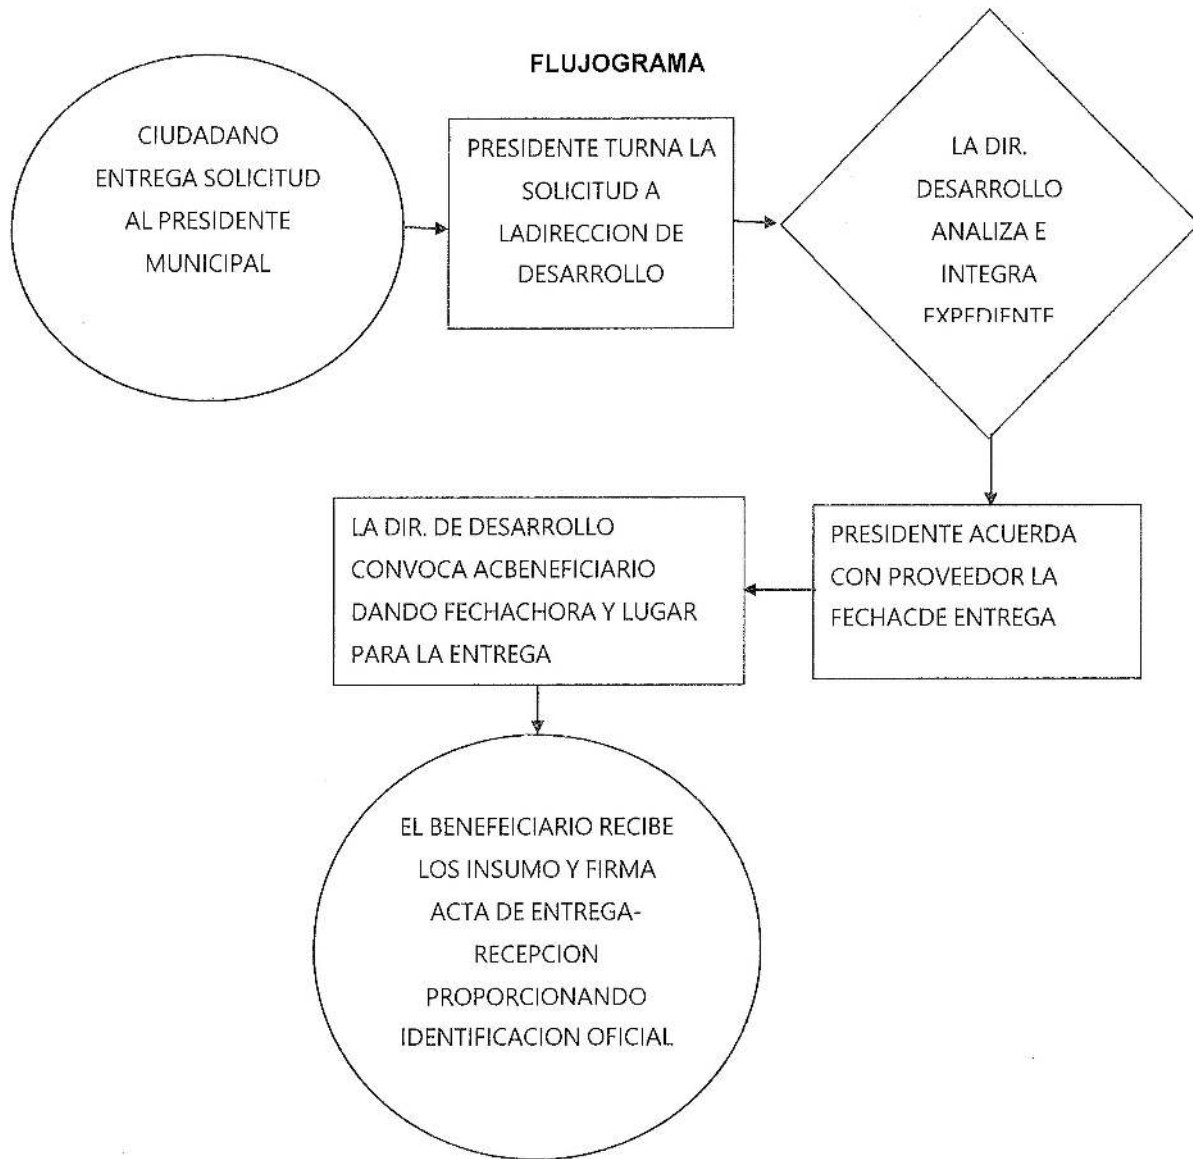 FLUJOGRAMA
CIUDADANO
ENTREGA SOLICITUD
AL PRESIDENTE
MUNICIPAL
PRESIDENTE TURNA LA
SOLICITUD A
LADIRECCION DE
DESARROLLO
LA DIR.
DESARROLLO
ANALIZA E
INTEGRA
EXPEDIENTE
PRESIDENTE ACUERDA
CON PROVEEDOR LA
FECHACDE ENTREGA
LA DIR. DE DESARROLLO
CONVOCA ACBENEFICIARIO
DANDO FECHACHORA Y LUGAR
PARA LA ENTREGA
EL BENEFEICIARIO RECIBE
LOS INSUMO Y FIRMA
ACTA DE ENTREGA-
RECEPCION
PROPORCIONANDO
IDENTIFICACION OFICIAL